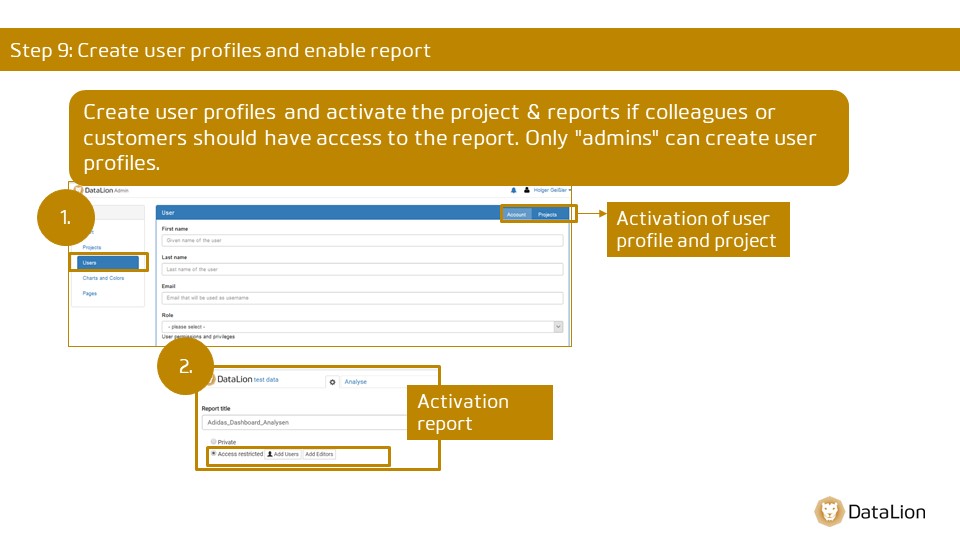 Step 9: Create user profiles and enable report
Create user profiles and activate the project & reports if colleagues or
customers should have access to the report. Only "admins" can create user
profiles.
DataLion Admin
Holger Geißler
1.
User
Account
Projects
Activation of user
profile and project
First name
Given name of the user
Projects
Last name
Users
Last name of the user
Charts and Colors
Email
Pages
Email that will be used as username
Role
- please select -
User permissions and privileges
2.
DataLion test data
Analyse
Activation
report
Report title
Adidas_Dashboard_Analysen
Private
Access restricted
Add Users
Add Editors
DataLion